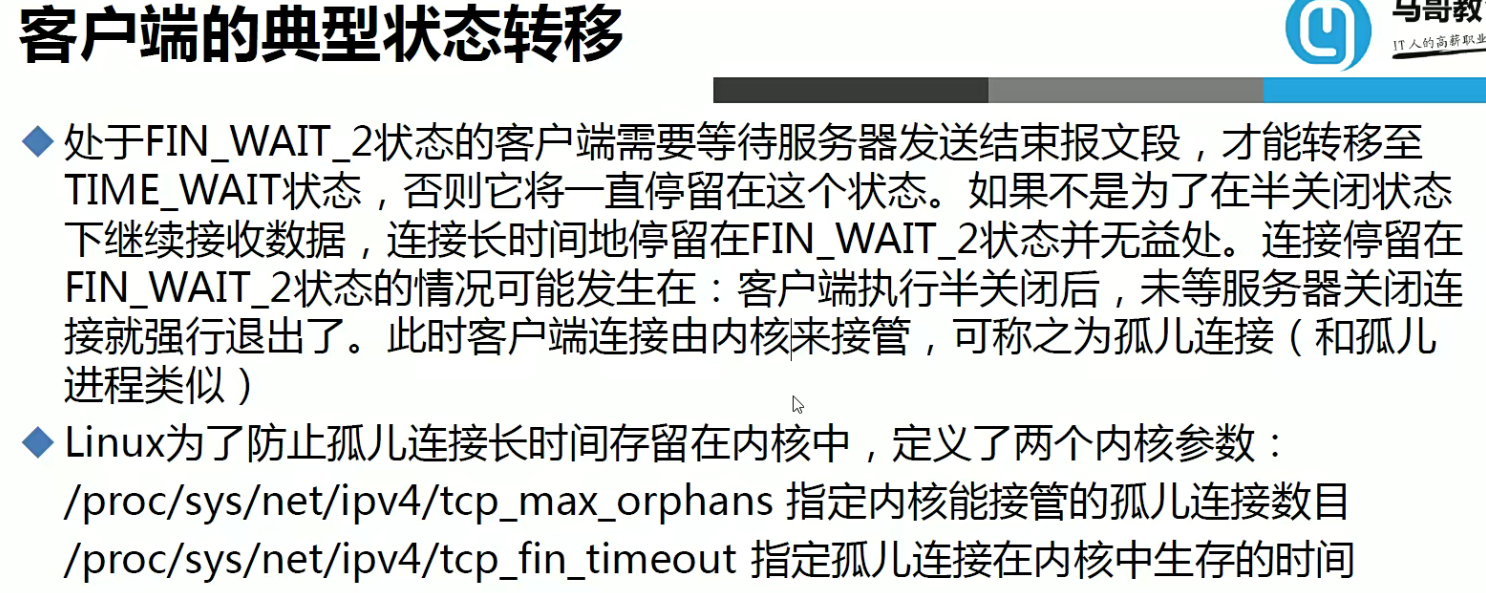 客户端的典型状态转移
马哥教
IT人的高薪职业
处于FIN_WAIT_2状态的客户端需要等待服务器发送结束报文段，才能转移至
TIME_WAIT状态，否则它将一直停留在这个状态。如果不是为了在半关闭状态
下继续接收数据，连接长时间地停留在FIN_WAIT_2状态并无益处。连接停留在
FIN_WAIT_2状态的情况可能发生在：客户端执行半关闭后，未等服务器关闭连
接就强行退出了。此时客户端连接由内核来接管，可称之为孤儿连接（和孤儿
进程类似）
Linux为了防止孤儿连接长时间存留在内核中，定义了两个内核参数：
/proc/sys/net/ipv4/tcp_max_orphans 指定内核能接管的孤儿连接数目
/proc/sys/net/ipv4/tcp_fin_timeout 指定孤儿连接在内核中生存的时间